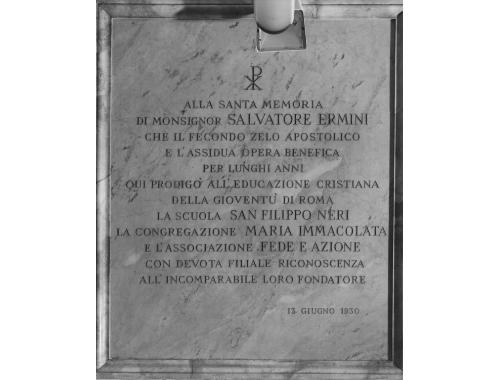 ALLA SANTA MEMORIA
DI MONSIGNOR SALVATORE ERMINI
CHE IL FECONDO ZELO APOSTOLICO
E L'ASSIDUA OPERA BENEFICA
PER LUNGHI ANNI
QUI PRODIGÒ ALL'EDUCAZIONE CRISTIANA
DELLA GIOVENTÙ DI ROMA
LA SCUOLA SAN FILIPPO NERI
LA CONGREGAZIONE MARIA IMMACOLATA
E L'ASSOCIAZIONE FEDE E AZIONE
CON DEVOTA FILIALE RICONOSCENZA
ALL'INCOMPARABILE LORO FONDATORE
13 GIUGNO 1930